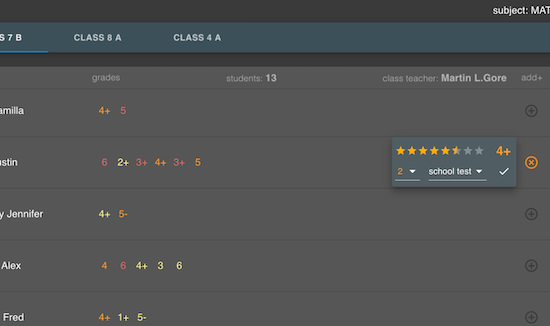 subject: MAT
S 7 B CLASS 8 A CLASS 4 A
grades students: 13 class teacher: Martin L.Gore add+
amilla 4+ 5
4+
ustin 6 2+ 3+ 4+ 3+ 5
2 school test
y Jennifer 4+ 5-
Alex 4 6 4+ 3 6
Fred 4+ 1+ 5-